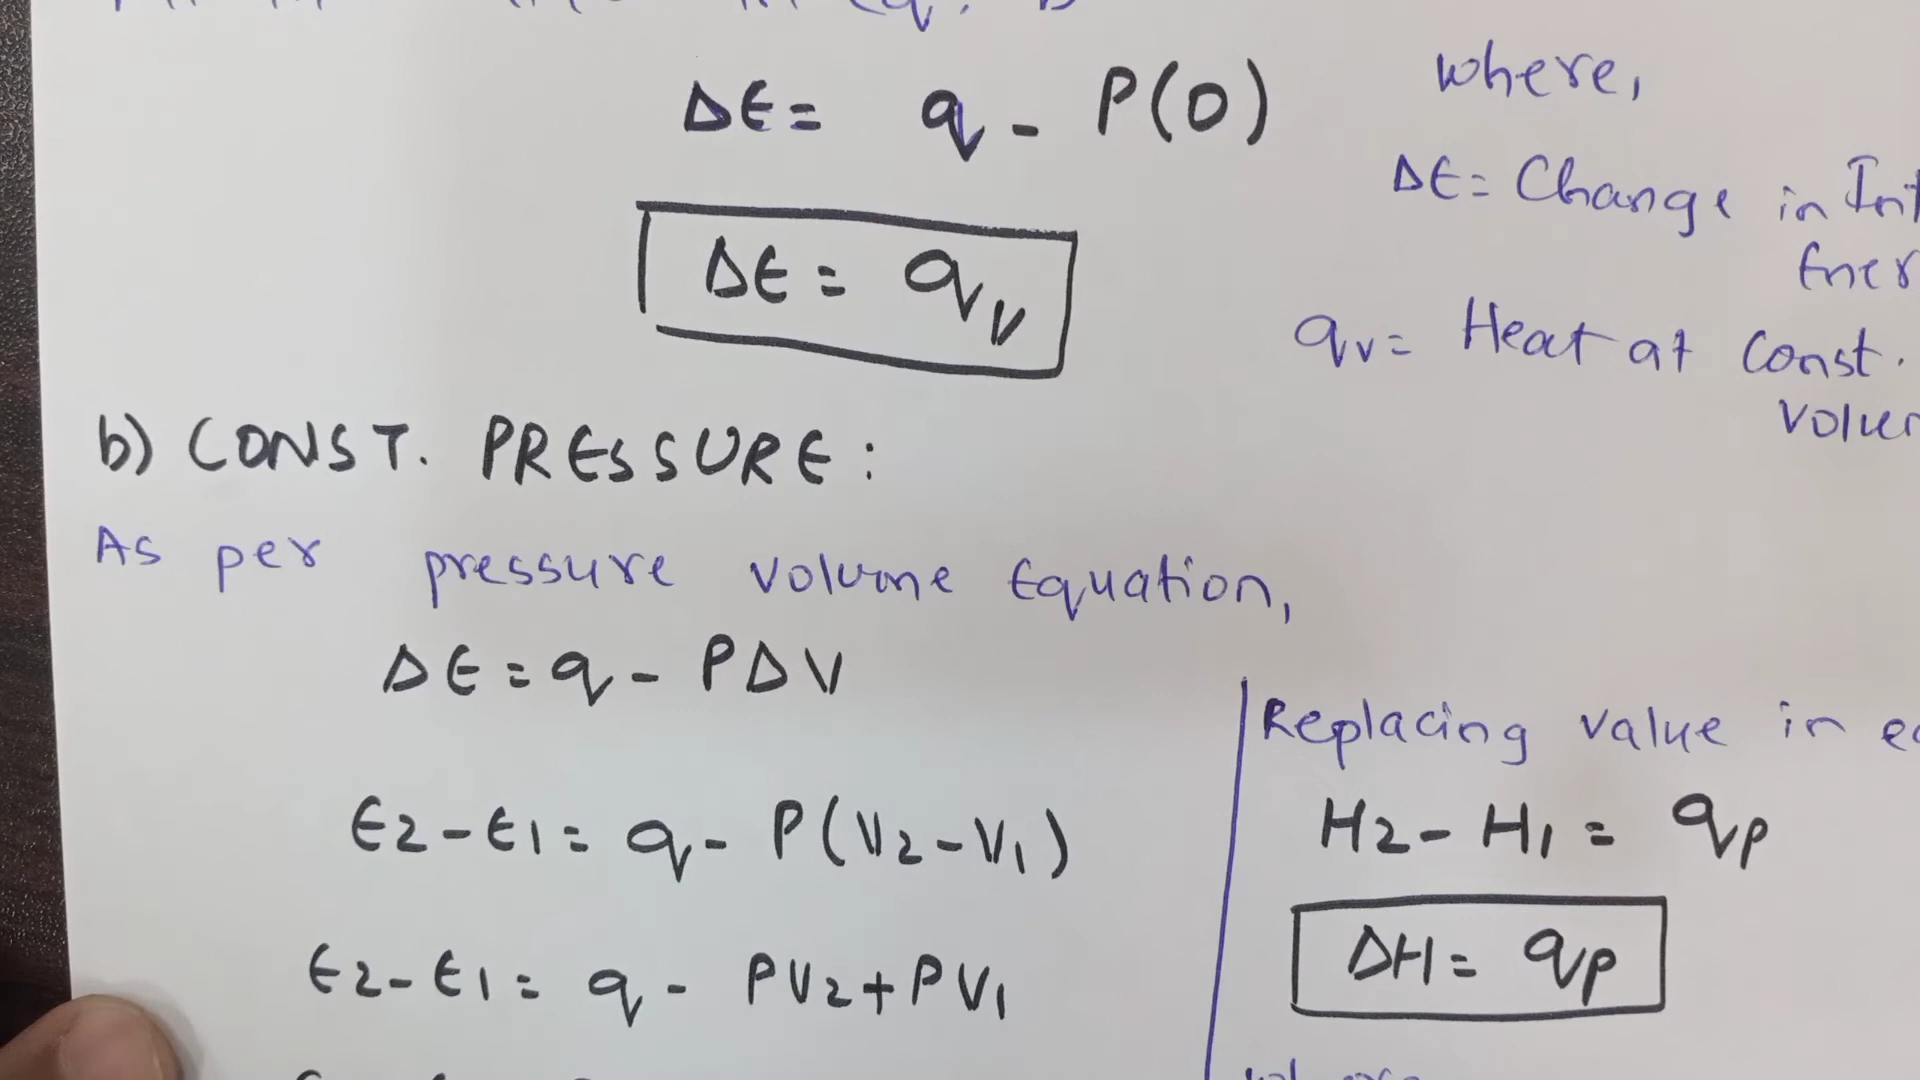 ΔE = q - P(0)
ΔE = qv
where,
ΔE = Change in
qv = Heat at Const.
b) CONST. PRESSURE:
As per pressure volume Equation,
ΔE = q - PΔV
E2-E1 = q - P(V2-V1)
E2-E1 = q - PV2+PV1
Replacing value in
H2-H1 = qp
ΔH = qp